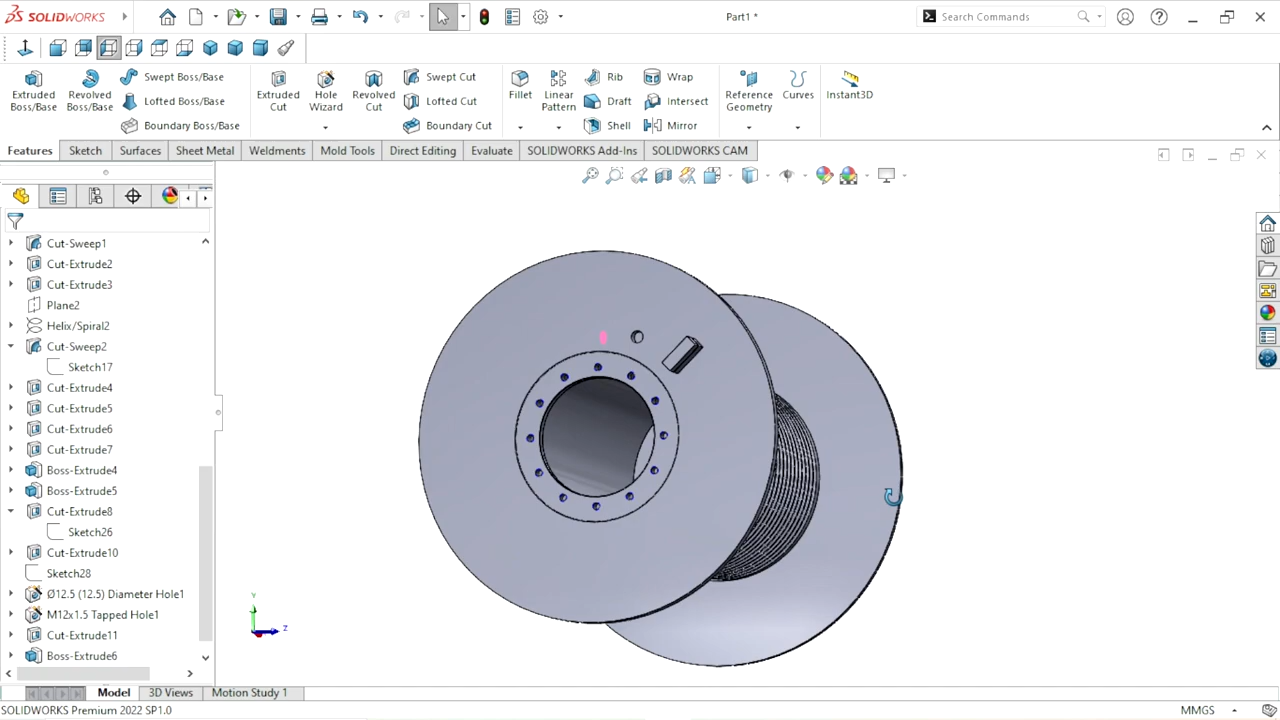 SOLIDWORKS
Part1 *
Search Commands
Extruded Boss/Base
Revolved Boss/Base
Swept Boss/Base
Lofted Boss/Base
Boundary Boss/Base
Extruded Cut
Hole Wizard
Revolved Cut
Swept Cut
Lofted Cut
Boundary Cut
Fillet
Linear Pattern
Rib
Draft
Shell
Wrap
Intersect
Mirror
Reference Geometry
Curves
Instant3D
Features Sketch Surfaces Sheet Metal Weldments Mold Tools Direct Editing Evaluate SOLIDWORKS Add-Ins SOLIDWORKS CAM
Cut-Sweep1
Cut-Extrude2
Cut-Extrude3
Plane2
Helix/Spiral2
Cut-Sweep2
Sketch17
Cut-Extrude4
Cut-Extrude5
Cut-Extrude6
Cut-Extrude7
Boss-Extrude4
Boss-Extrude5
Cut-Extrude8
Sketch26
Cut-Extrude10
Sketch28
Ø12.5 (12.5) Diameter Hole1
M12x1.5 Tapped Hole1
Cut-Extrude11
Boss-Extrude6
Y
Z
Model 3D Views Motion Study 1
SOLIDWORKS Premium 2022 SP1.0
MMGS